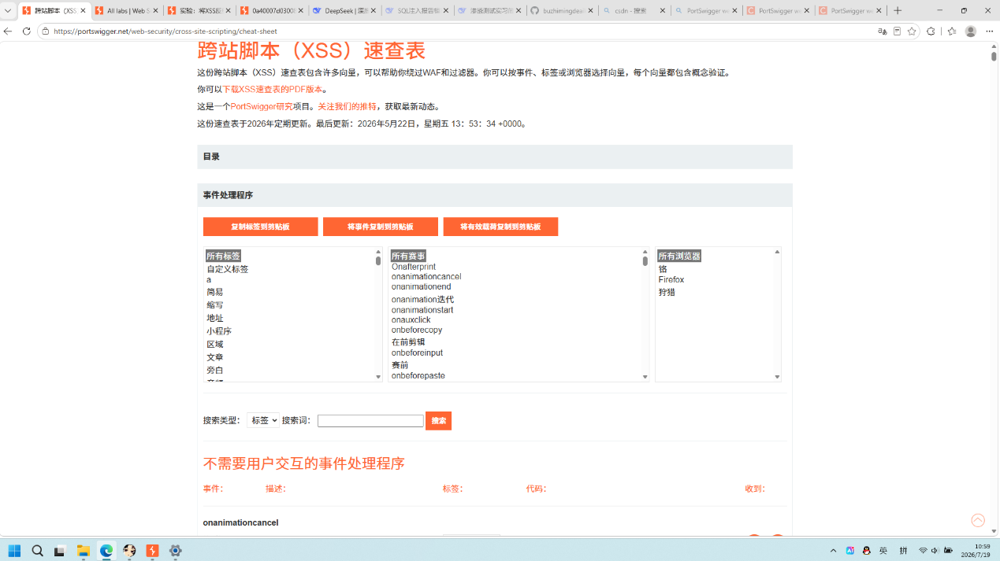 跨站脚本（XSS
All labs | Web S
实验：将XSS反
0a40007d0300
DeepSeek | 深
SQL注入报告
渗透测试实习
buzhimingdea
csdn - 搜索
PortSwigger w
PortSwigger w
PortSwigger w
https://portswigger.net/web-security/cross-site-scripting/cheat-sheet
跨站脚本（XSS）速查表
这份跨站脚本（XSS）速查表包含许多向量，可以帮助你绕过WAF和过滤器。你可以按事件、标签或浏览器选择向量，每个向量都包含概念验证。
你可以下载XSS速查表的PDF版本。
这是一个PortSwigger研究项目。关注我们的推特，获取最新动态。
这份速查表于2026年定期更新。最后更新：2026年5月22日，星期五 13：53：34 +0000。
目录
事件处理程序
复制标签到剪贴板
将事件复制到剪贴板
将有效载荷复制到剪贴板
所有标签
自定义标签
a
简易
缩写
地址
小程序
区域
文章
旁白
所有赛事
Onafterprint
onanimationcancel
onanimationend
onanimation迭代
onanimationstart
onauxclick
onbeforecopy
在前剪辑
onbeforeinput
赛前
onbeforepaste
所有浏览器
铬
Firefox
狩猎
搜索类型： 标签 搜索词： 搜索
不需要用户交互的事件处理程序
事件： 描述： 标签： 代码： 收到：
onanimationcancel
英 拼
10:59
2026/7/19